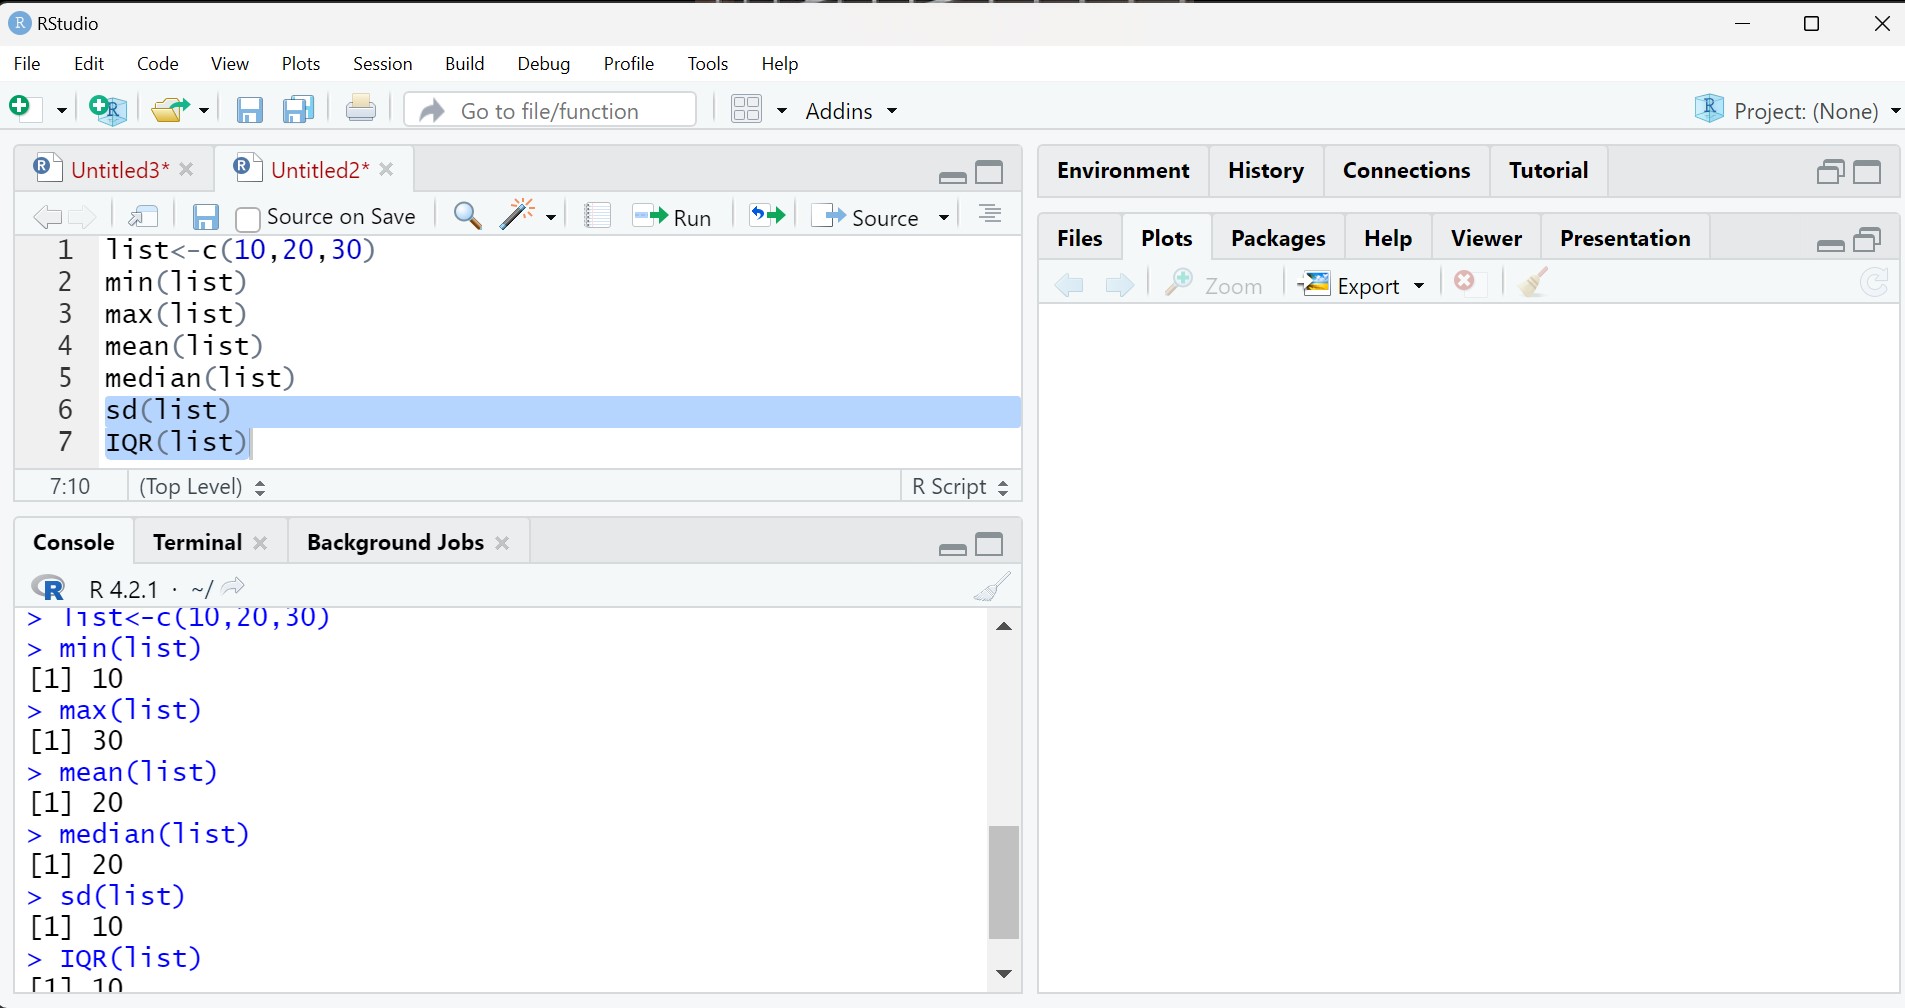 RStudio
File Edit Code View Plots Session Build Debug Profile Tools Help
Go to file/function Addins Project: (None)
Untitled3* Untitled2*
Source on Save Run Source
1 list<-c(10,20,30)
2 min(list)
3 max(list)
4 mean(list)
5 median(list)
6 sd(list)
7 IQR(list)
7:10 (Top Level) R Script
Console Terminal Background Jobs
R 4.2.1 · ~/
> list<-c(10,20,30)
> min(list)
[1] 10
> max(list)
[1] 30
> mean(list)
[1] 20
> median(list)
[1] 20
> sd(list)
[1] 10
> IQR(list)
[1] 10
Environment History Connections Tutorial
Files Plots Packages Help Viewer Presentation
Zoom Export